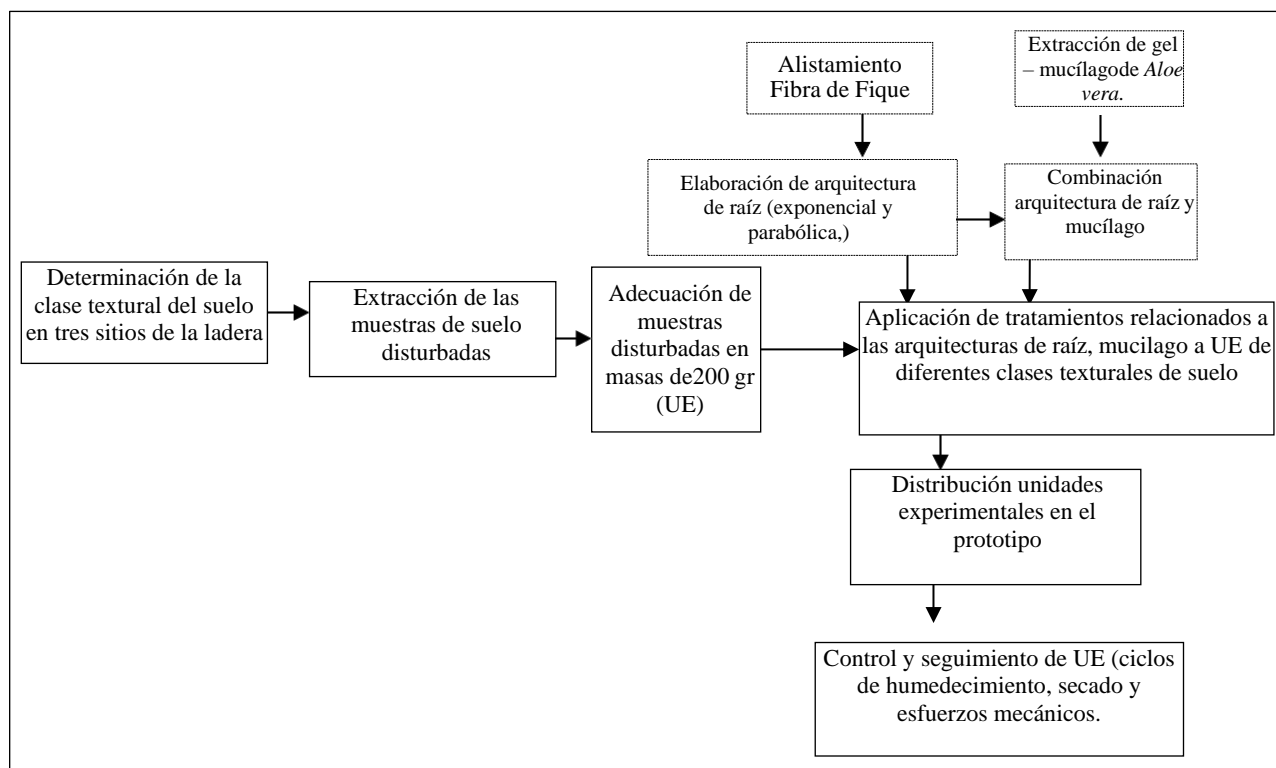 Alistamiento
Fibra de Fique
Extracción de gel
– mucílagode Aloe
vera.
Elaboración de arquitectura
de raíz (exponencial y
parabólica,)
Combinación
arquitectura de raíz y
mucílago
Determinación de la
clase textural del suelo
en tres sitios de la ladera
Extracción de las
muestras de suelo
disturbadas
Adecuación de
muestras
disturbadas en
masas de200 gr
(UE)
Aplicación de tratamientos relacionados a
las arquitecturas de raíz, mucilago a UE de
diferentes clases texturales de suelo
Distribución unidades
experimentales en el
prototipo
Control y seguimiento de UE (ciclos
de humedecimiento, secado y
esfuerzos mecánicos.